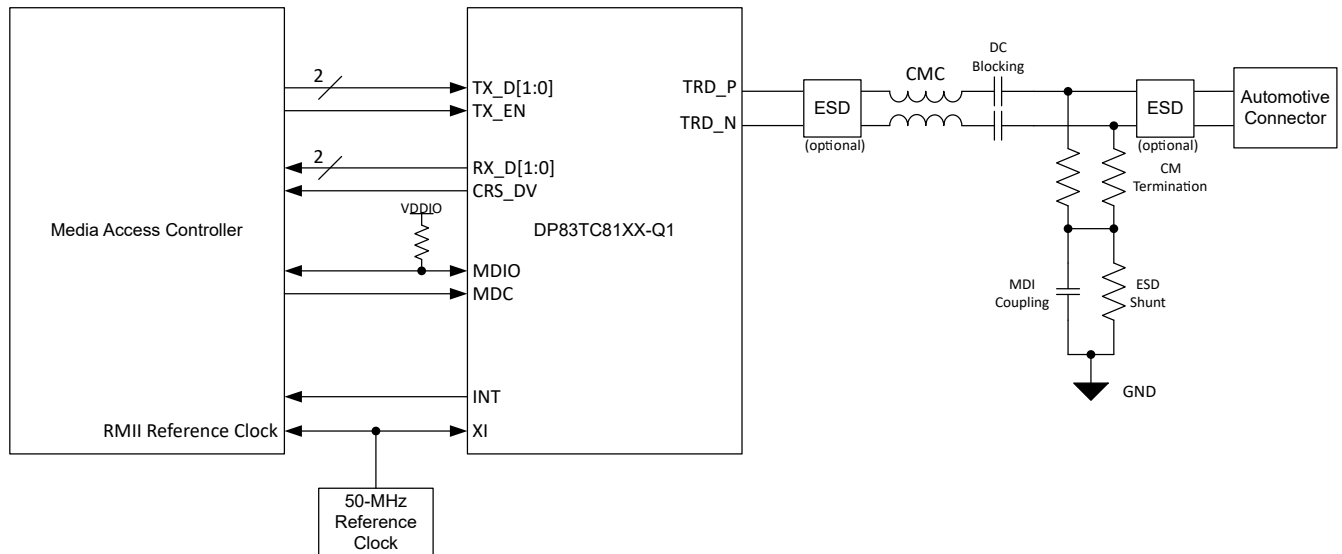 Media Access Controller
RMII Reference Clock
50-MHz
Reference
Clock
2
2
VDDIO
TX_D[1:0]
TX_EN
RX_D[1:0]
CRS_DV
MDIO
MDC
INT
XI
DP83TC81XX-Q1
TRD_P
TRD_N
ESD
(optional)
CMC
DC
Blocking
ESD
(optional)
Automotive
Connector
CM
Termination
MDI
Coupling
ESD
Shunt
GND